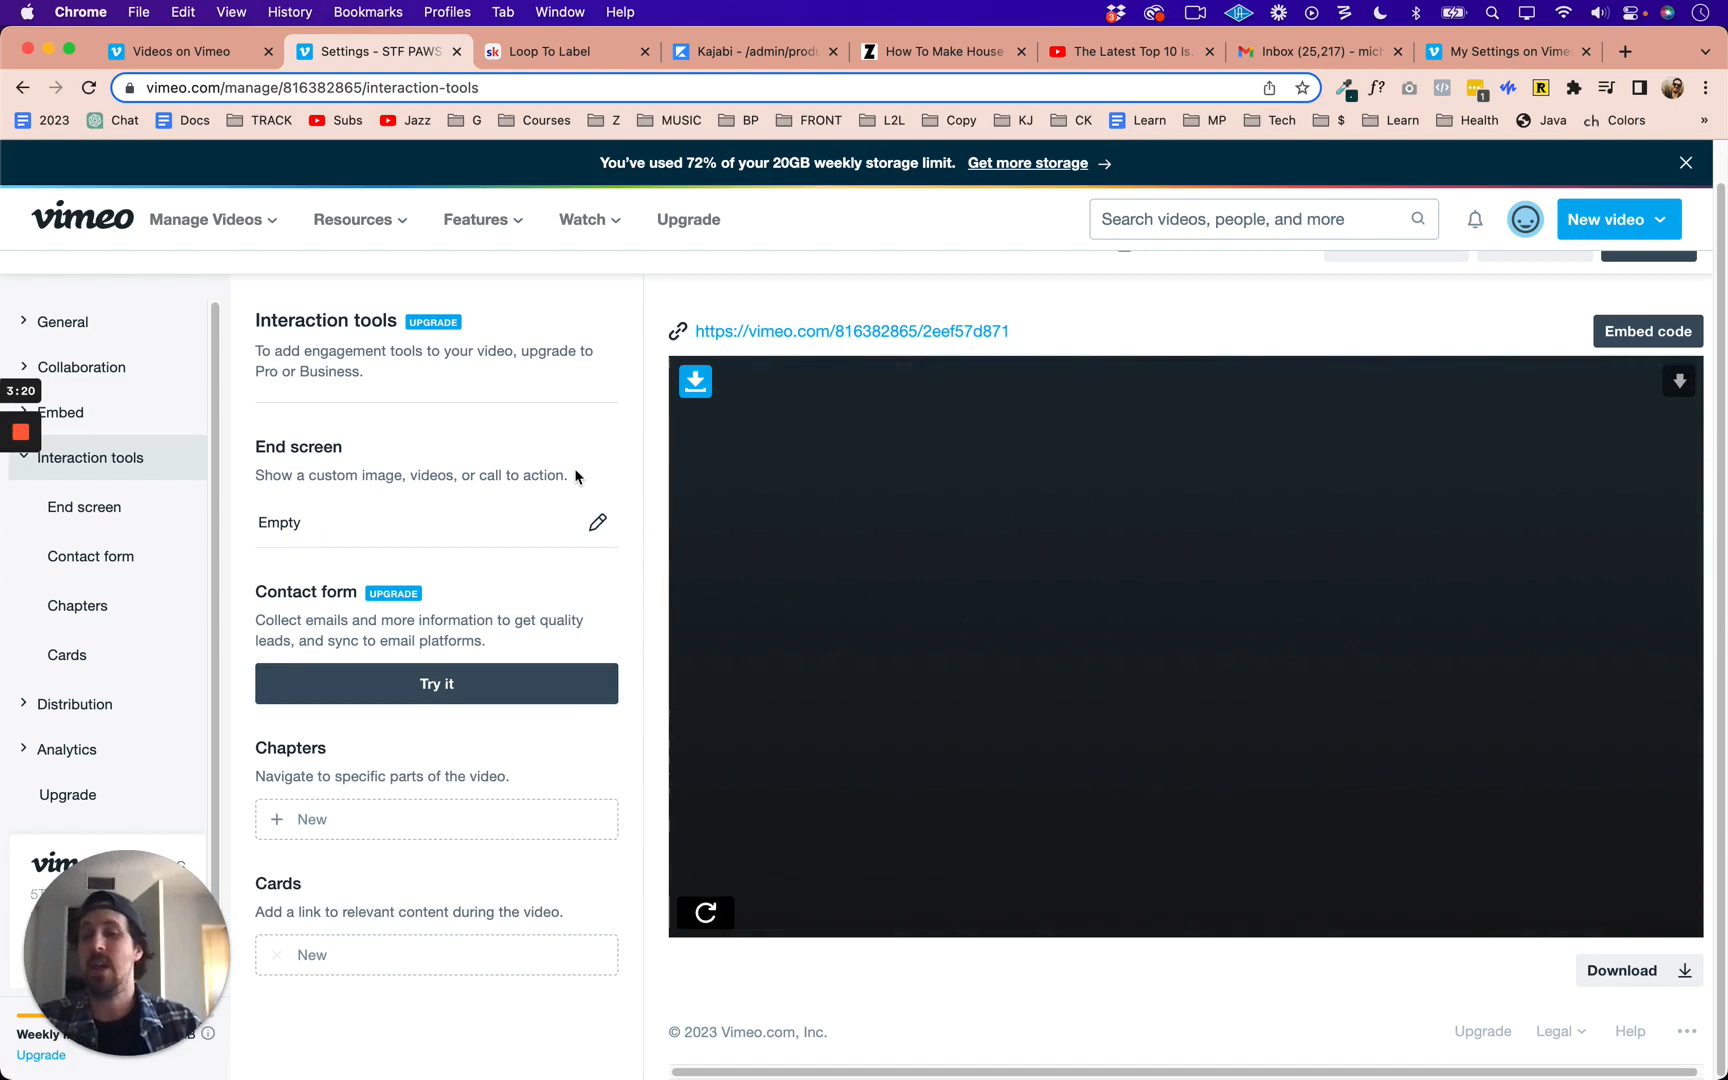 Chrome File Edit View History Bookmarks Profiles Tab Window Help
3
Videos on Vimeo
Settings - STF PAWS
sk Loop To Label
Kajabi - /admin/produ
Z How To Make House
The Latest Top 10 Is
Inbox (25,217) - mich
My Settings on Vime
vimeo.com/manage/816382865/interaction-tools
f?
1
R
2023 Chat Docs TRACK Subs Jazz G Courses Z MUSIC BP FRONT L2L Copy KJ CK Learn MP Tech $ Learn Health Java ch Colors »
You've used 72% of your 20GB weekly storage limit. Get more storage →
vimeo Manage Videos Resources Features Watch Upgrade
Search videos, people, and more
New video
General
Collaboration
3:20
Embed
Interaction tools
End screen
Contact form
Chapters
Cards
Distribution
Analytics
Upgrade
Upgrade
Interaction tools UPGRADE
To add engagement tools to your video, upgrade to
Pro or Business.
End screen
Show a custom image, videos, or call to action.
Empty
Contact form UPGRADE
Collect emails and more information to get quality
leads, and sync to email platforms.
Try it
Chapters
Navigate to specific parts of the video.
+ New
Cards
Add a link to relevant content during the video.
New
https://vimeo.com/816382865/2eef57d871
Embed code
Download
© 2023 Vimeo.com, Inc.
Upgrade Legal Help
Weekly